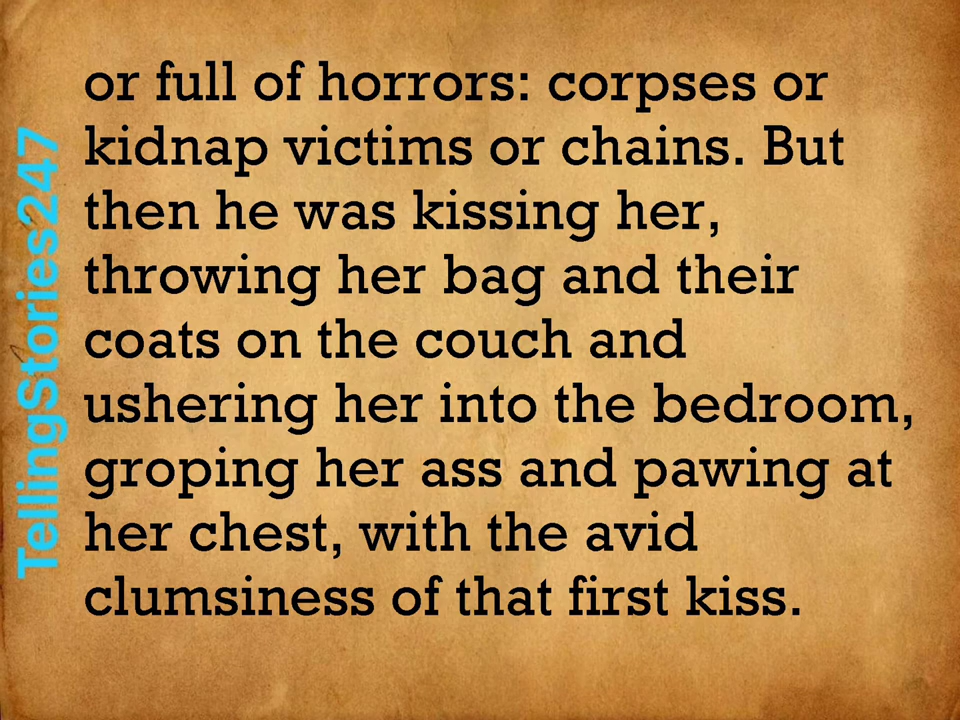 TellingStories247
or full of horrors: corpses or
kidnap victims or chains. But
then he was kissing her,
throwing her bag and their
coats on the couch and
ushering her into the bedroom,
groping her ass and pawing at
her chest, with the avid
clumsiness of that first kiss.